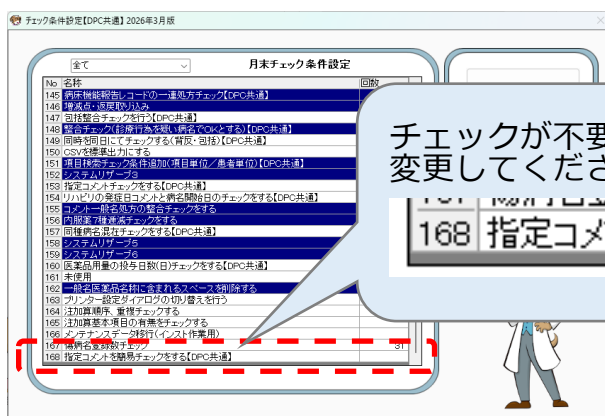 チェック条件設定【DPC共通】 2026年3月版
全て
月末チェック条件設定
No 名称 回数
145 病床機能報告レコードの一連処方チェック【DPC共通】
146 増減点・返戻取り込み
147 包括整合チェックを行う【DPC共通】
148 整合チェック(診療行為を疑い病名でOKとする)【DPC共通】
149 同時を同日にてチェックする(背反・包括)【DPC共通】
150 CSVを標準出力にする
151 項目検索チェック条件追加(項目単位/患者単位)【DPC共通】
152 システムリザーブ3
153 指定コメントチェックをする【DPC共通】
154 リハビリの発症日コメントと病名開始日のチェックをする【DPC共通】
155 コメント一般名処方の整合チェックをする
156 内服薬7種逓減チェックをする
157 同種病名混在チェックをする【DPC共通】
158 システムリザーブ5
159 システムリザーブ6
160 医薬品用量の投与日数(日)チェックをする【DPC共通】
161 未使用
162 一般名医薬品名称に含まれるスペースを削除する
163 プリンター設定ダイアログの切り替えを行う
164 注加算順序、重複チェックする
165 注加算基本項目の有無をチェックする
166 メンテナンスデータ移行(インスト作業用)
167 傷病名登録数チェック 31
168 指定コメントを簡易チェックをする【DPC共通】
チェックが不要
変更してくださ
168 指定コメ